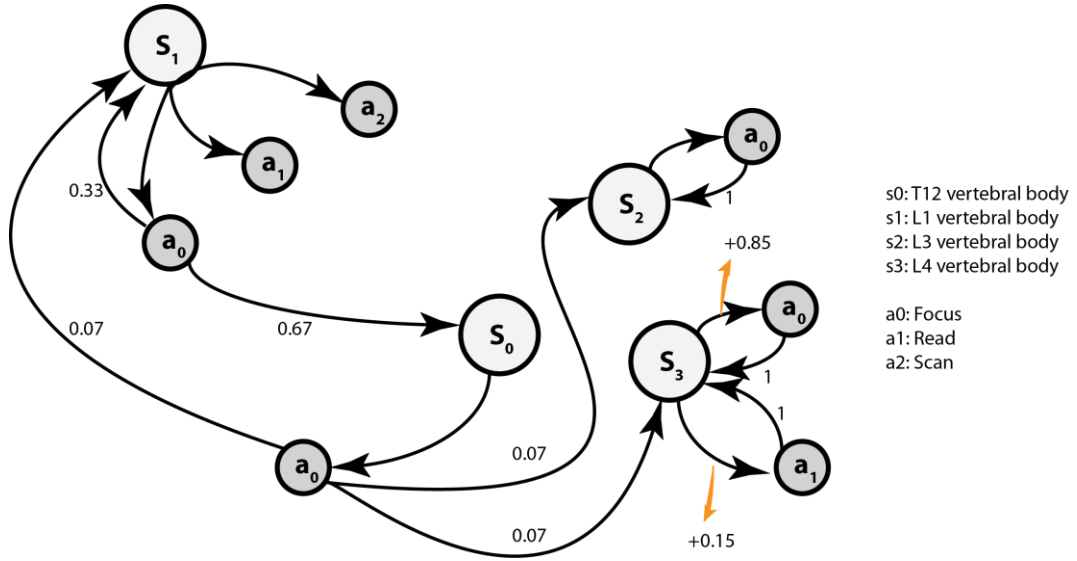 S₁
a₂
a₁
0.33
a₀
0.67
0.07
S₀
a₀
0.07
0.07
S₂
a₀
1
+0.85
a₀
S₃
1
1
a₁
+0.15
s0: T12 vertebral body
s1: L1 vertebral body
s2: L3 vertebral body
s3: L4 vertebral body
a0: Focus
a1: Read
a2: Scan